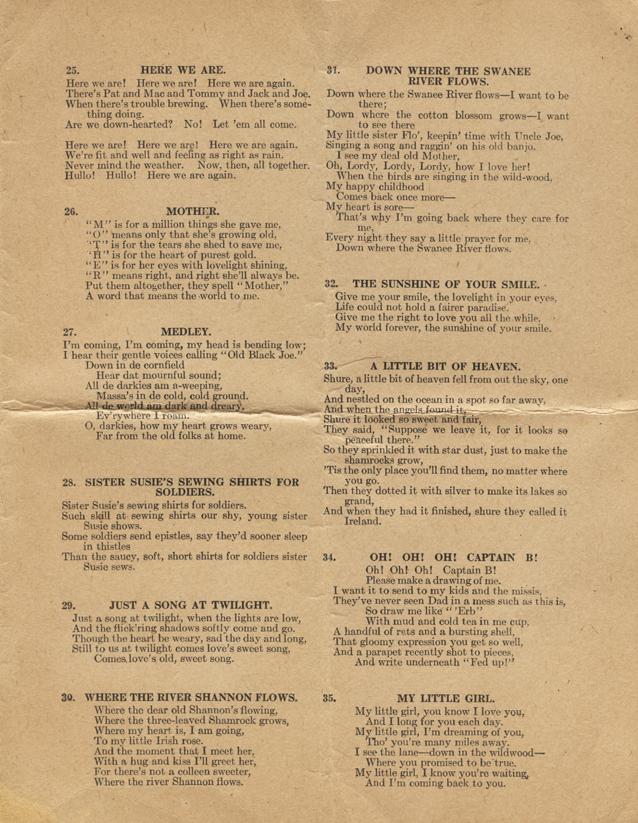 25. HERE WE ARE.
Here we are! Here we are! Here we are again.
There's Pat and Mac and Tommy and Jack and Joe.
When there's trouble brewing. When there's some-
thing doing.
Are we down-hearted? No! Let 'em all come.
Here we are! Here we are! Here we are again.
We're fit and well and feeling as right as rain.
Never mind the weather. Now, then, all together.
Hullo! Hullo! Here we are again.
26. MOTHER.
"M" is for a million things she gave me,
"O" means only that she's growing old,
"T" is for the tears she shed to save me,
"H" is for the heart of purest gold.
"E" is for her eyes with lovelight shining,
"R" means right, and right she'll always be.
Put them altogether, they spell "Mother,"
A word that means the world to me.
27. MEDLEY.
I'm coming, I'm coming, my head is bending low;
I hear their gentle voices calling "Old Black Joe."
Down in de cornfield
Hear dat mournful sound;
All de darkies am a-weeping,
Massa's in de cold, cold ground.
All de world am dark and dreary,
Ev'rywhere I roam.
O, darkies, how my heart grows weary,
Far from the old folks at home.
28. SISTER SUSIE'S SEWING SHIRTS FOR
SOLDIERS.
Sister Susie's sewing shirts for soldiers.
Such skill at sewing shirts our shy, young sister
Susie shows.
Some soldiers send epistles, say they'd sooner sleep
in thistles
Than the saucy, soft, short shirts for soldiers sister
Susie sews.
29. JUST A SONG AT TWILIGHT.
Just a song at twilight, when the lights are low,
And the flick'ring shadows softly come and go.
Though the heart be weary, sad the day and long,
Still to us at twilight comes love's sweet song,
Comes love's old, sweet song.
30. WHERE THE RIVER SHANNON FLOWS.
Where the dear old Shannon's flowing,
Where the three-leaved Shamrock grows,
Where my heart is, I am going,
To my little Irish rose.
And the moment that I meet her,
With a hug and kiss I'll greet her,
For there's not a colleen sweeter,
Where the river Shannon flows.
31. DOWN WHERE THE SWANEE
RIVER FLOWS.
Down where the Swanee River flows—I want to be
there;
Down where the cotton blossom grows—I want
to see there
My little sister Flo', keepin' time with Uncle Joe,
Singing a song and raggin' on his old banjo.
I see my deal old Mother,
Oh, Lordy, Lordy, Lordy, how I love her!
When the birds are singing in the wild-wood,
My happy childhood
Comes back once more—
My heart is sore—
That's why I'm going back where they care for
me,
Every night they say a little prayer for me,
Down where the Swanee River flows.
32. THE SUNSHINE OF YOUR SMILE.
Give me your smile, the lovelight in your eyes,
Life could not hold a fairer paradise.
Give me the right to love you all the while.
My world forever, the sunshine of your smile.
33. A LITTLE BIT OF HEAVEN.
Shure, a little bit of heaven fell from out the sky, one
day,
And nestled on the ocean in a spot so far away,
And when the angels found it,
Shure it looked so sweet and fair,
They said, "Suppose we leave it, for it looks so
peaceful there."
So they sprinkled it with star dust, just to make the
shamrocks grow,
'Tis the only place you'll find them, no matter where
you go.
Then they dotted it with silver to make its lakes so
grand,
And when they had it finished, shure they called it
Ireland.
34. OH! OH! OH! CAPTAIN B!
Oh! Oh! Oh! Captain B!
Please make a drawing of me.
I want it to send to my kids and the missis,
They've never seen Dad in a mess such as this is,
So draw me like "'Erb"
With mud and cold tea in me cup,
A handful of rats and a bursting shell,
That gloomy expression you get so well,
And a parapet recently shot to pieces,
And write underneath "Fed up!"
35. MY LITTLE GIRL.
My little girl, you know I love you,
And I long for you each day.
My little girl, I'm dreaming of you,
Tho' you're many miles away.
I see the lane—down in the wildwood—
Where you promised to be true.
My little girl, I know you're waiting,
And I'm coming back to you.